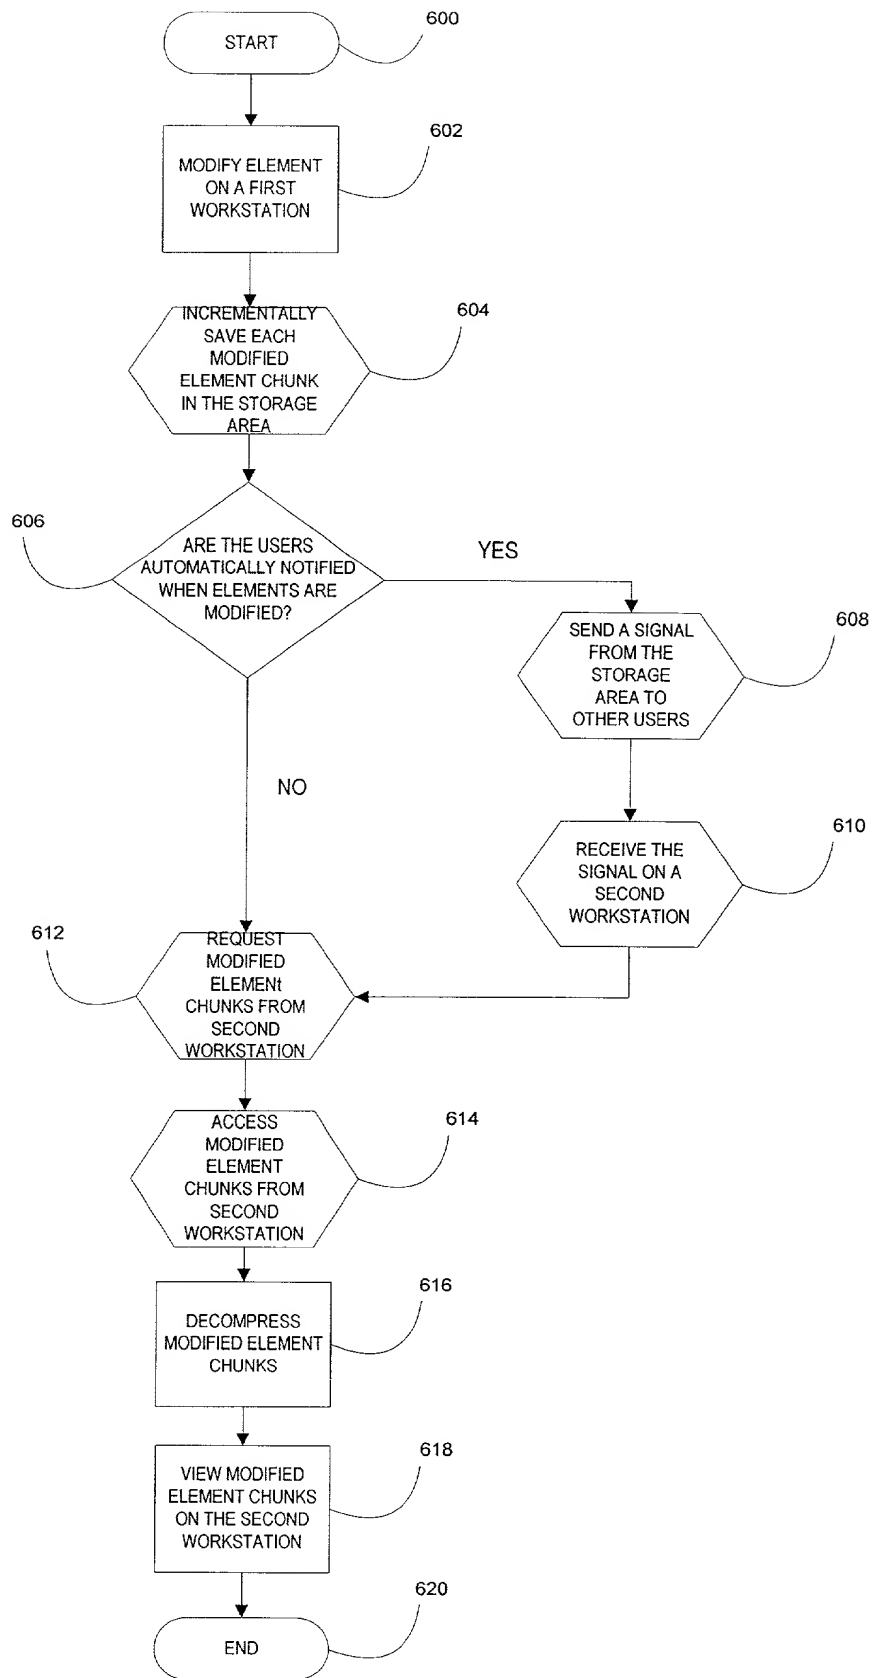 START
600
MODIFY ELEMENT
ON A FIRST
WORKSTATION
602
INCREMENTALLY
SAVE EACH
MODIFIED
ELEMENT CHUNK
IN THE STORAGE
AREA
604
606
ARE THE USERS
AUTOMATICALLY NOTIFIED
WHEN ELEMENTS ARE
MODIFIED?
YES
NO
SEND A SIGNAL
FROM THE
STORAGE
AREA TO
OTHER USERS
608
RECEIVE THE
SIGNAL ON A
SECOND
WORKSTATION
610
612
REQUEST
MODIFIED
ELEMENt
CHUNKS FROM
SECOND
WORKSTATION
ACCESS
MODIFIED
ELEMENT
CHUNKS FROM
SECOND
WORKSTATION
614
DECOMPRESS
MODIFIED ELEMENT
CHUNKS
616
VIEW MODIFIED
ELEMENT CHUNKS
ON THE SECOND
WORKSTATION
618
END
620